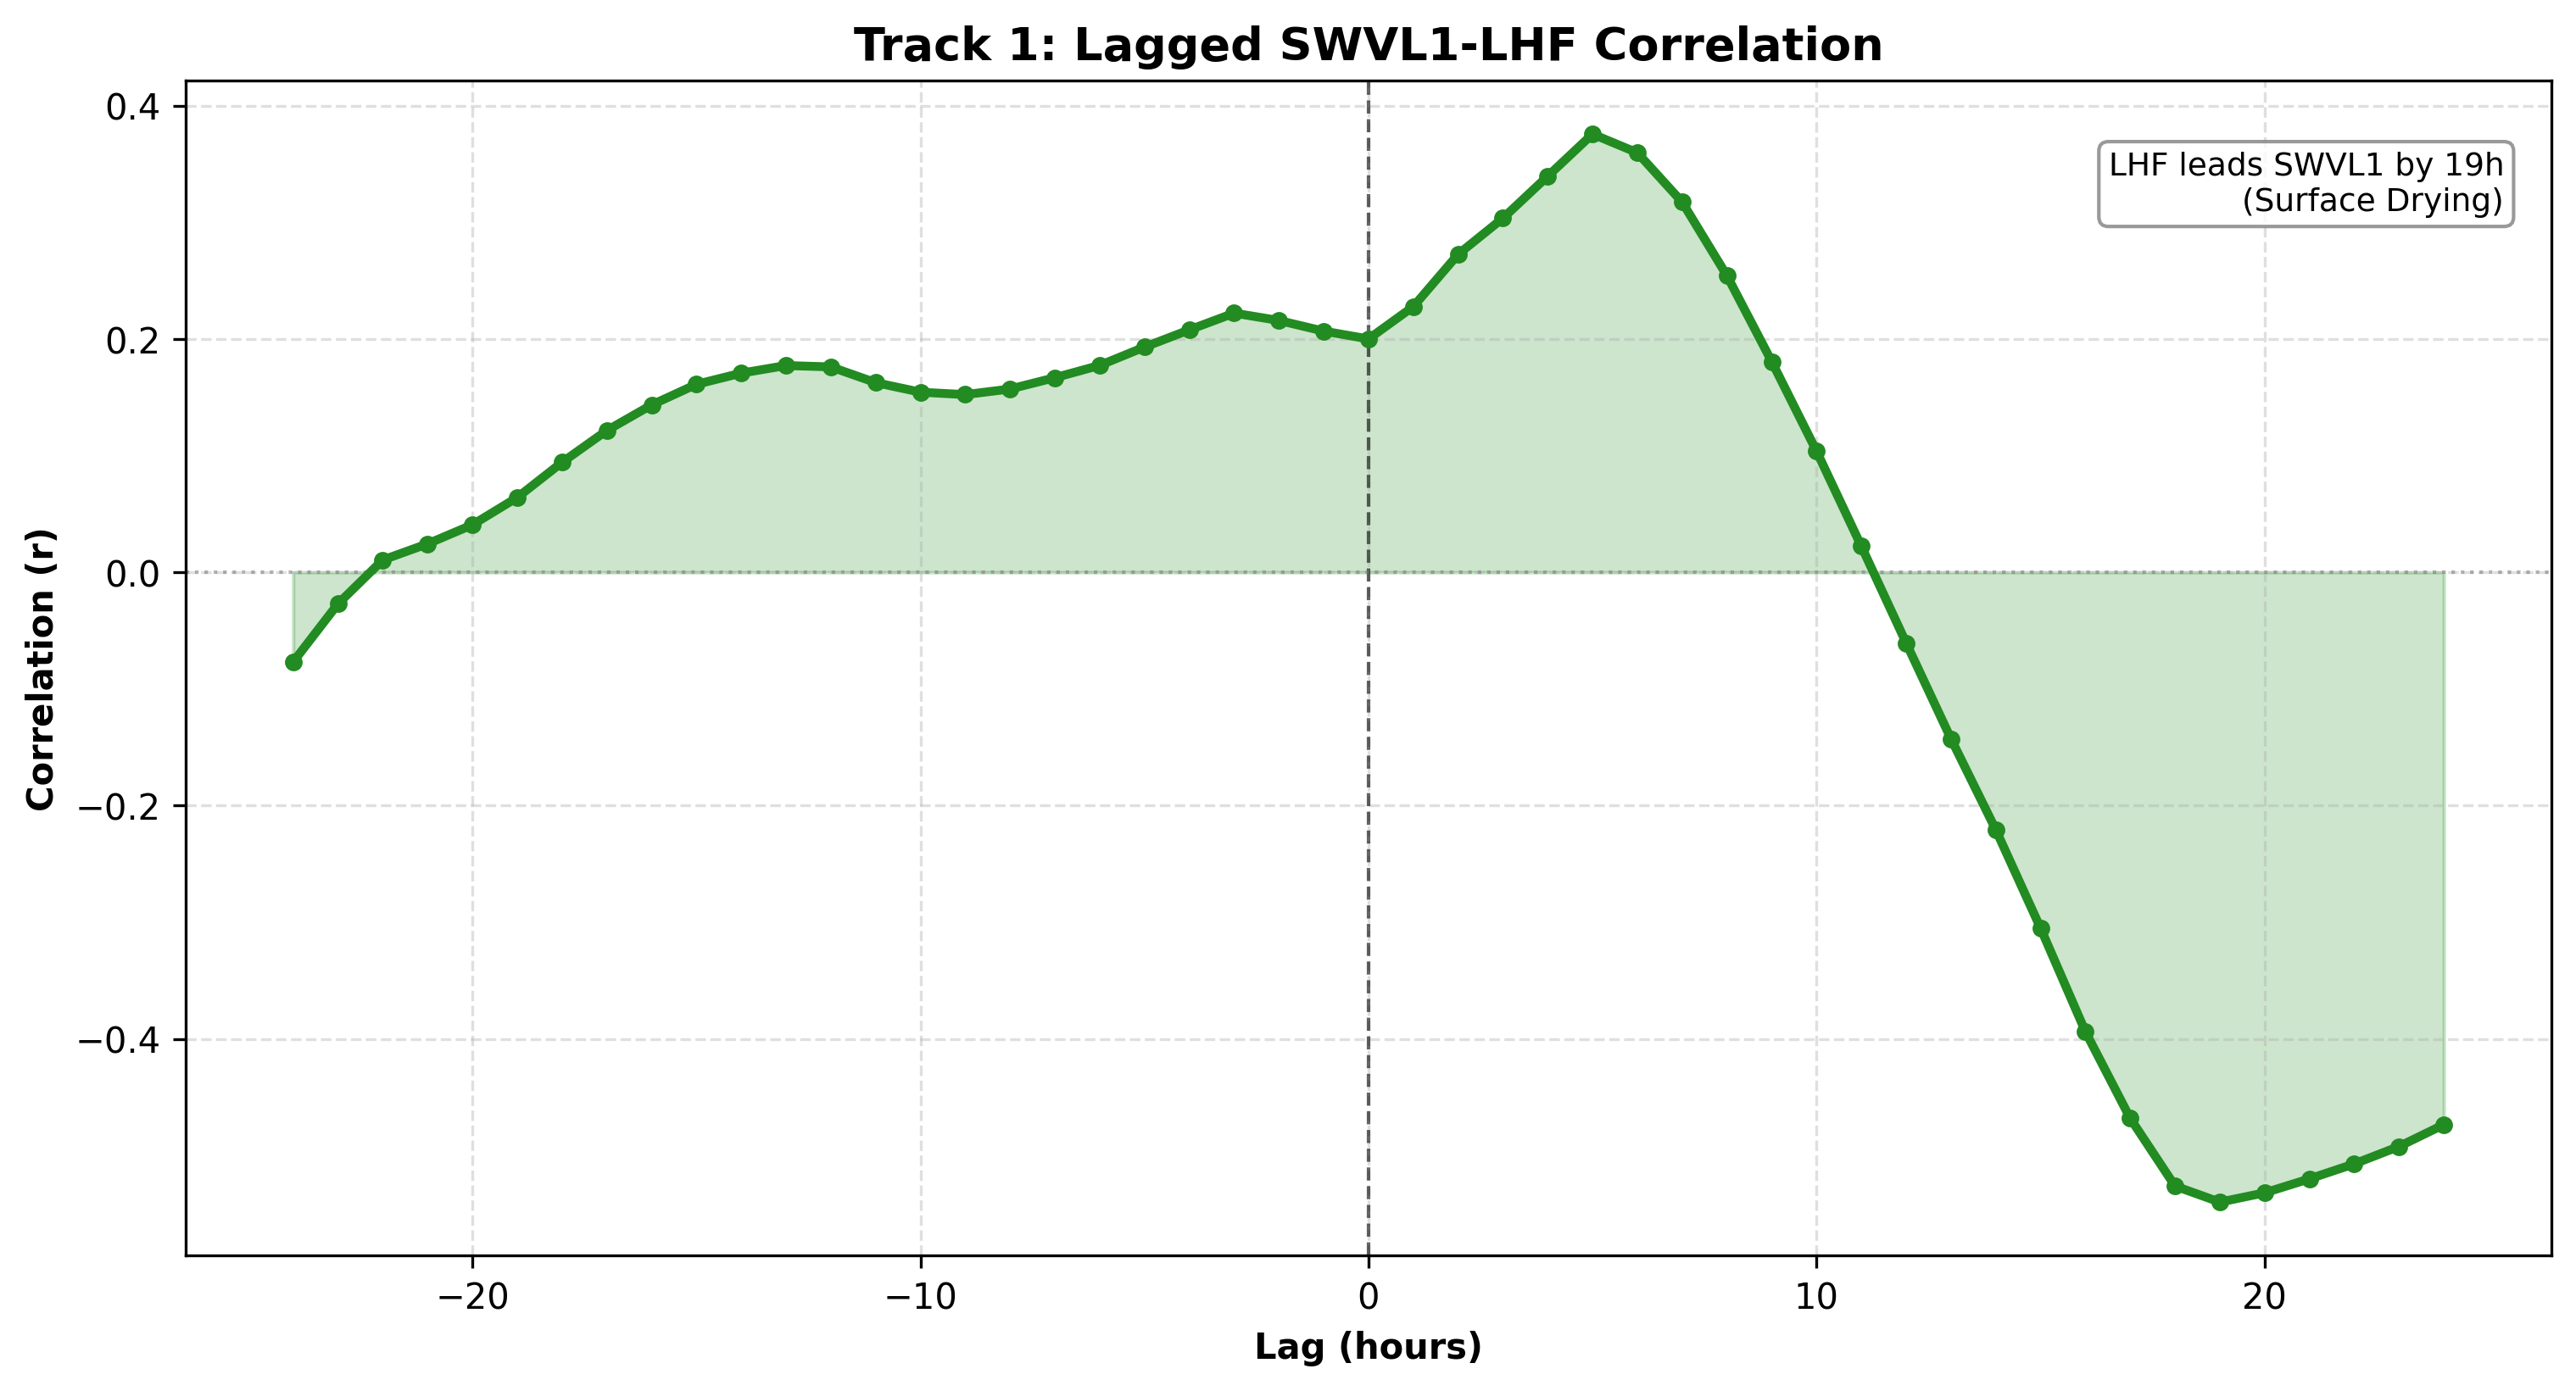 Track 1: Lagged SWVL1-LHF Correlation
0.4
0.2
0.0
−0.2
−0.4
Correlation (r)
LHF leads SWVL1 by 19h
(Surface Drying)
−20
−10
0
10
20
Lag (hours)